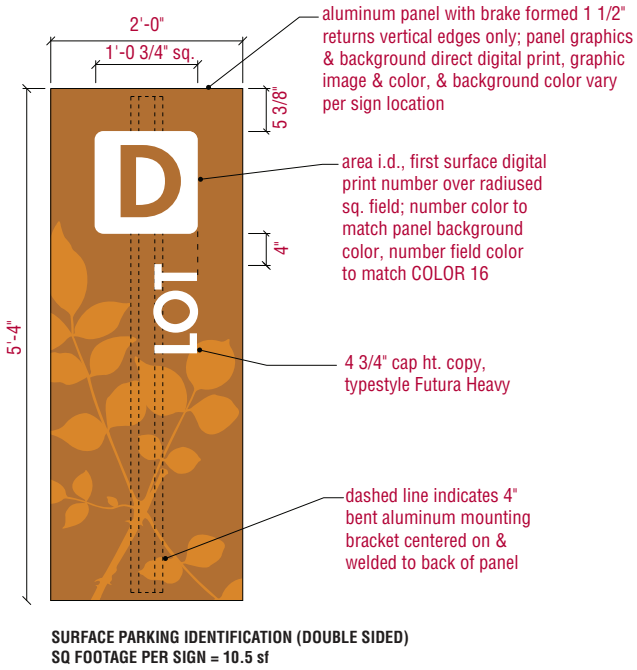 2'-0"
1'-0 3/4" sq.
aluminum panel with brake formed 1 1/2"
returns vertical edges only; panel graphics
& background direct digital print, graphic
image & color, & background color vary
per sign location
5 3/8"
D
area i.d., first surface digital
print number over radiused
sq. field; number color to
match panel background
color, number field color
to match COLOR 16
4"
LOT
5'-4"
4 3/4" cap ht. copy,
typestyle Futura Heavy
dashed line indicates 4"
bent aluminum mounting
bracket centered on &
welded to back of panel
SURFACE PARKING IDENTIFICATION (DOUBLE SIDED)
SQ FOOTAGE PER SIGN = 10.5 sf